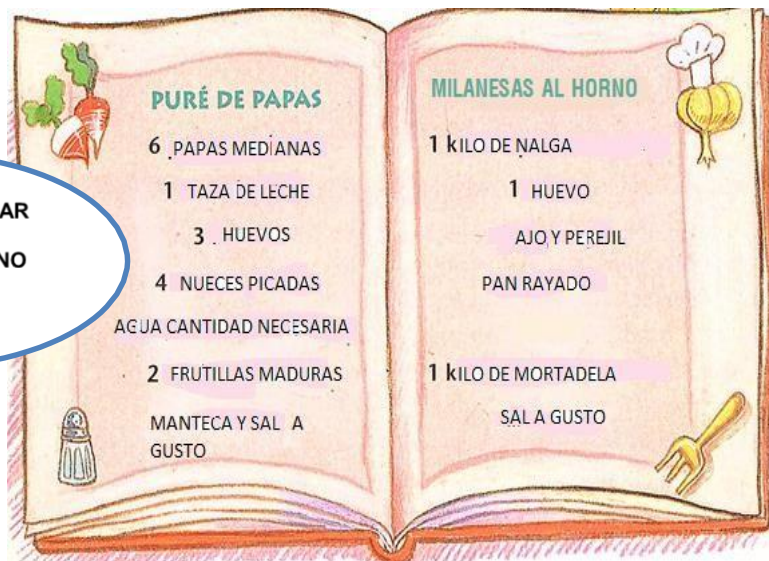 AR
NO
PURÉ DE PAPAS
6 PAPAS MEDIANAS
1 TAZA DE LECHE
3 . HUEVOS
4 NUECES PICADAS
AGUA CANTIDAD NECESARIA
2 FRUTILLAS MADURAS
MANTECA Y SAL A
GUSTO
MILANESAS AL HORNO
1 kILO DE NALGA
1 HUEVO
AJO Y PEREJIL
PAN RAYADO
1 kILO DE MORTADELA
SAL A GUSTO